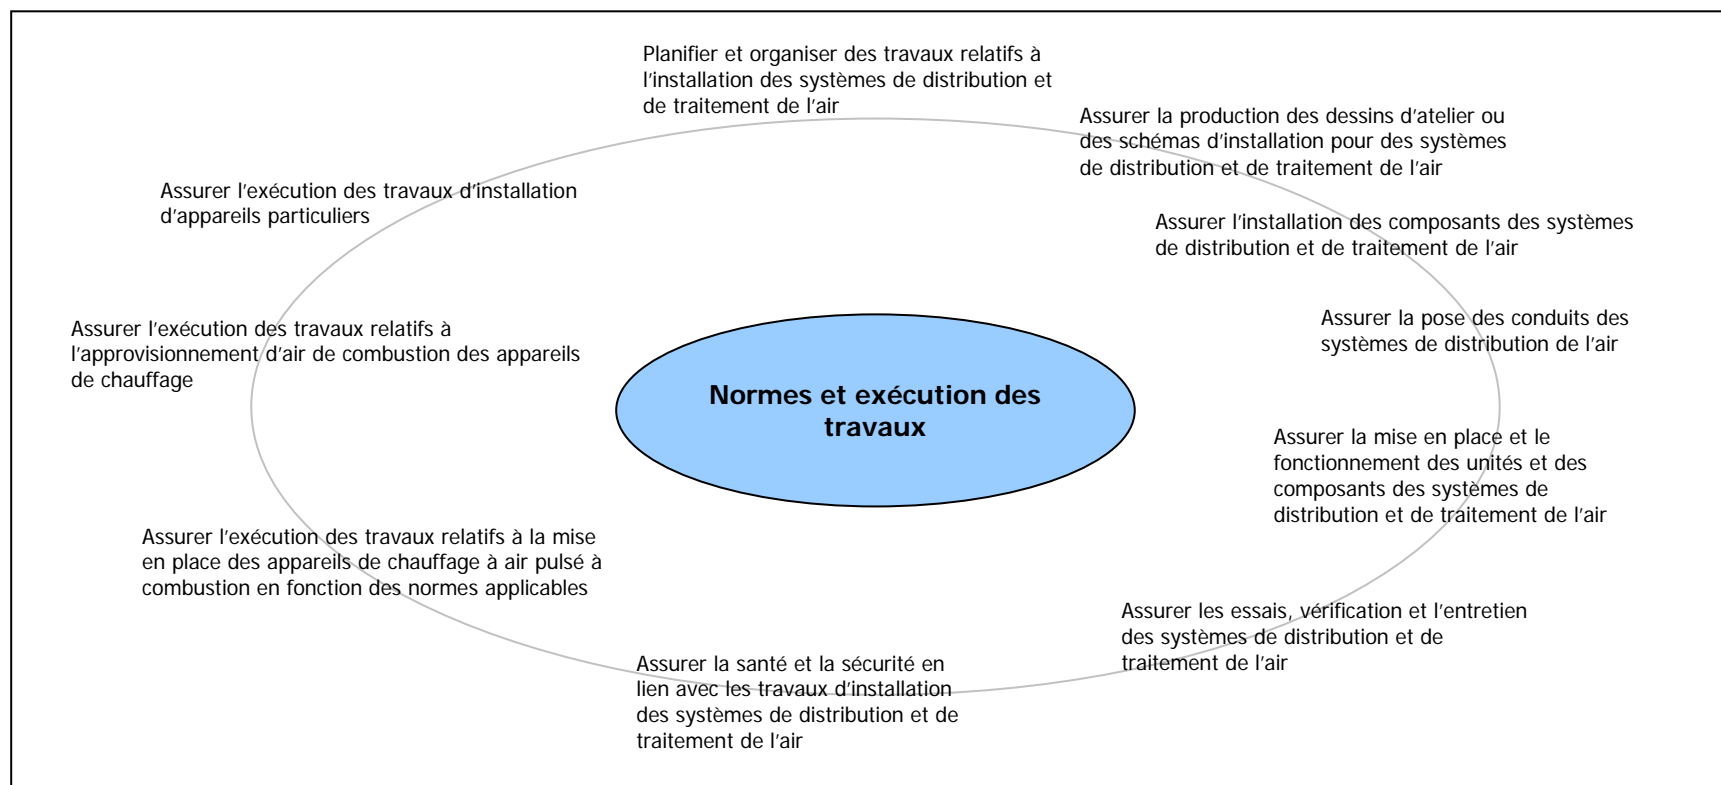 Planifier et organiser des travaux relatifs à
l'installation des systèmes de distribution et
de traitement de l'air
Assurer la production des dessins d'atelier ou
des schémas d'installation pour des systèmes
de distribution et de traitement de l'air
Assurer l'installation des composants des systèmes
de distribution et de traitement de l'air
Assurer la pose des conduits des
systèmes de distribution de l'air
Assurer la mise en place et le
fonctionnement des unités et des
composants des systèmes de
distribution et de traitement de l'air
Assurer les essais, vérification et l'entretien
des systèmes de distribution et de
traitement de l'air
Assurer la santé et la sécurité en
lien avec les travaux d'installation
des systèmes de distribution et de
traitement de l'air
Assurer l'exécution des travaux relatifs à la mise
en place des appareils de chauffage à air pulsé à
combustion en fonction des normes applicables
Assurer l'exécution des travaux relatifs à
l'approvisionnement d'air de combustion des appareils
de chauffage
Assurer l'exécution des travaux d'installation
d'appareils particuliers
Normes et exécution des
travaux